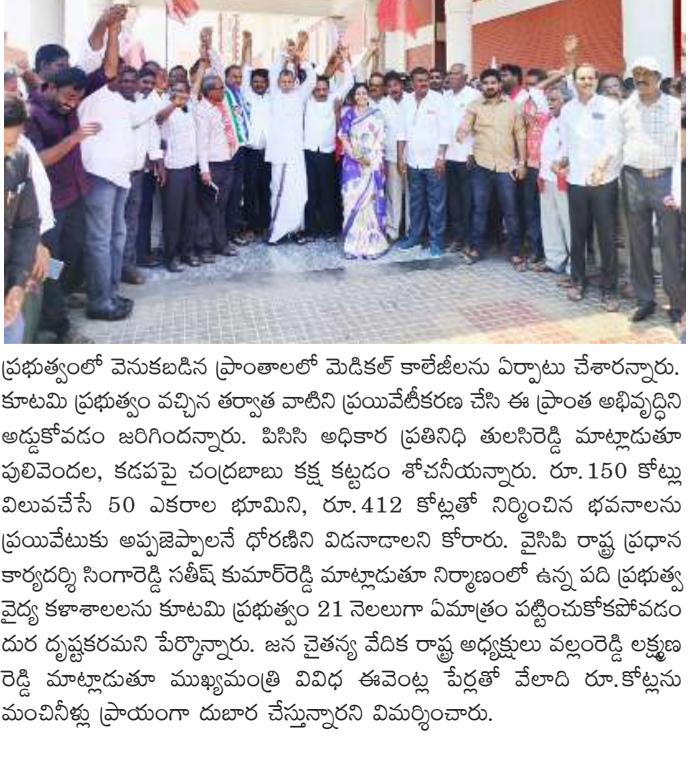 ప్రభుత్వంలో వెనుకబడిన ప్రాంతాలలో మెడికల్ కాలేజీలను ఏర్పాటు చేశారన్నారు.
కూటమి ప్రభుత్వం వచ్చిన తర్వాత వాటిని ప్రయివేటీకరణ చేసి ఈ ప్రాంత అభివృద్ధిని
అడ్డుకోవడం జరిగిందన్నారు. పిసిసి అధికార ప్రతినిధి తులసిరెడ్డి మాట్లాడుతూ
పులివెందల, కడపపై చంద్రబాబు కక్ష కట్టడం శోచనీయన్నారు. రూ.150 కోట్లు
విలువచేసే 50 ఎకరాల భూమిని, రూ.412 కోట్లతో నిర్మించిన భవనాలను
ప్రయివేటుకు అప్పజెప్పాలనే ధోరణిని విడనాడాలని కోరారు. వైసిపి రాష్ట్ర ప్రధాన
కార్యదర్శి సింగారెడ్డి సతీష్ కుమార్‌రెడ్డి మాట్లాడుతూ నిర్మాణంలో ఉన్న పది ప్రభుత్వ
వైద్య కళాశాలలను కూటమి ప్రభుత్వం 21 నెలలుగా ఏమాత్రం పట్టించుకోకపోవడం
దుర దృష్టకరమని పేర్కొన్నారు. జన చైతన్య వేదిక రాష్ట్ర అధ్యక్షులు వల్లంరెడ్డి లక్ష్మణ
రెడ్డి మాట్లాడుతూ ముఖ్యమంత్రి వివిధ ఈవెంట్ల పేర్లతో వేలాది రూ.కోట్లను
మంచినీళ్లు ప్రాయంగా దుబార చేస్తున్నారని విమర్శించారు.